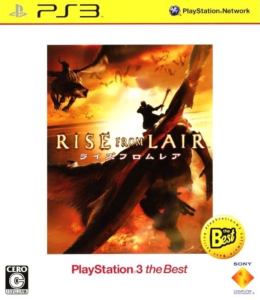 PS3
PlayStation®Network
RISE FROM LAIR
ライズ フロム レア
the Best
PlayStation®3 the Best
CERO
C
SONY